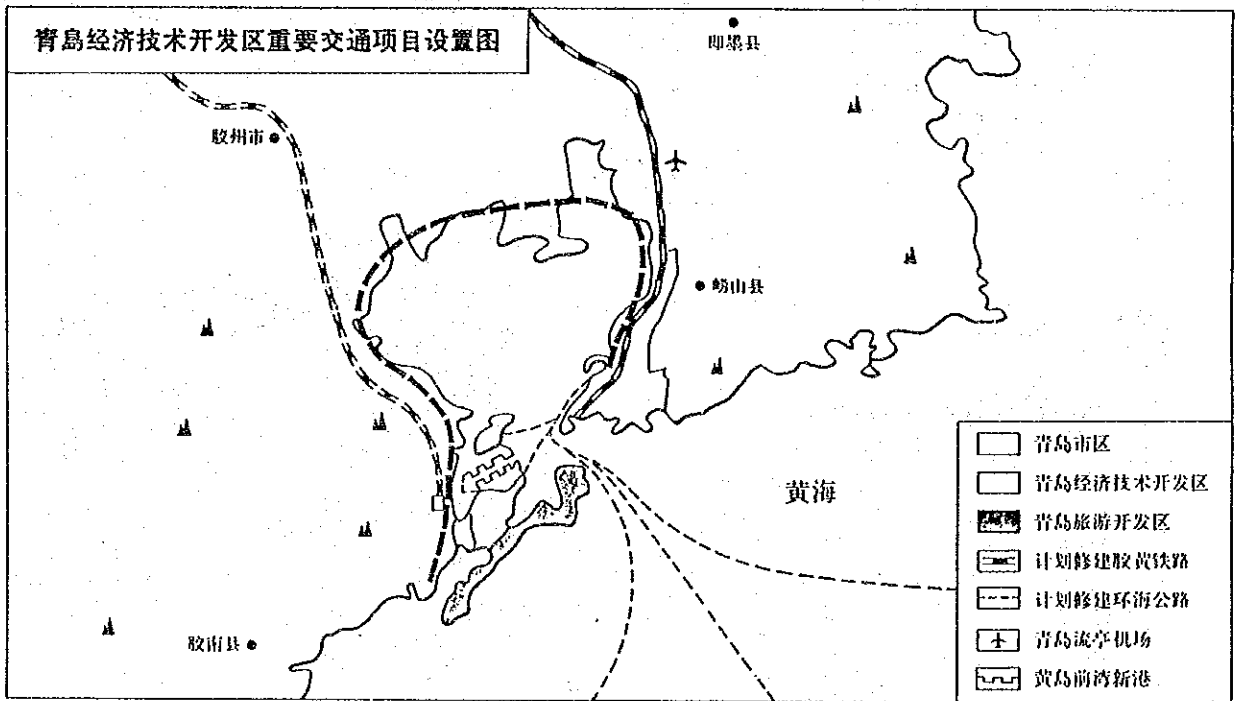 青岛经济技术开发区重要交通项目设置图
即墨县
胶州市
崂山县
黄海
胶南县
青岛市区
青岛经济技术开发区
青岛旅游开发区
计划修建胶黄铁路
计划修建环海公路
青岛流亭机场
黄岛前湾新港